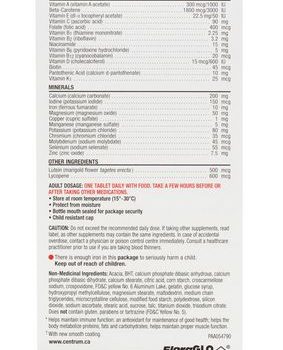 Vitamin A (vitamin A acetate) 300 mcg/1000 IU
Beta-Carotene 1800 mcg/3000 IU
Vitamin E (dl-α tocopheryl acetate) 22.5 mg/50 IU
Vitamin C (ascorbic acid) 90 mg
Folate (folic acid) 400 mcg
Vitamin B₁ (thiamine mononitrate) 2.25 mg
Vitamin B₂ (riboflavin) 3.2 mg
Niacinamide 15 mg
Vitamin B₆ (pyridoxine hydrochloride) 5 mg
Vitamin B₁₂ (cyanocobalamin) 20 mcg
Vitamin D (cholecalciferol) 15 mcg/600 IU
Biotin 45 mcg
Pantothenic Acid (calcium d-pantothenate) 10 mg
Vitamin K₁ 25 mcg
MINERALS
Calcium (calcium carbonate) 200 mg
Iodine (potassium iodide) 150 mcg
Iron (ferrous fumarate) 10 mg
Magnesium (magnesium oxide) 50 mg
Copper (cupric sulfate) 1 mg
Manganese (manganese sulfate) 5 mg
Potassium (potassium chloride) 80 mg
Chromium (chromium chloride) 35 mcg
Molybdenum (sodium molybdate) 45 mcg
Selenium (sodium selenate) 55 mcg
Zinc (zinc oxide) 7.5 mg
OTHER INGREDIENTS
Lutein (marigold flower tagetes erecta) 500 mcg
Lycopene 600 mcg
ADULT DOSAGE: ONE TABLET DAILY WITH FOOD. TAKE A FEW HOURS BEFORE OR
AFTER TAKING OTHER MEDICATIONS.
• Store at room temperature (15°-30°C)
• Protect from moisture
• Bottle mouth sealed for package security
• Child resistant cap
CAUTION: Do not exceed the recommended daily dose. If taking other supplements, read
label, as other supplements may contain the same ingredients. In case of accidental
overdose, contact a physician or poison control centre immediately. Consult a healthcare
practitioner prior to use if you are pregnant or breastfeeding.
There is enough iron in this package to seriously harm a child.
Keep out of reach of children.
Non-Medicinal Ingredients: Acacia, BHT, calcium phosphate dibasic anhydrous, calcium
phosphate dibasic dihydrate, calcium stearate, citric acid, corn starch, croscarmellose
sodium, crospovidone, FD&C yellow No. 6 Aluminum Lake, gelatin, glucose syrup,
hydroxypropyl methylcellulose, magnesium stearate, maltodextrin, medium chain
triglycerides, microcrystalline cellulose, modified food starch, polydextrose,
sodium ascorbate, stearic acid, sucrose, talc, titanium dioxide, tricalcium titrate.
Does not contain gluten, parabens or tartrazine (FD&C yellow No. 5).
Helps maintain immune function; an antioxidant for maintenance of good health; helps the
body metabolize proteins, fats and carbohydrates, helps maintain proper muscle function.
With new smooth coating PAA054790
www.centrum.ca
FloraGLO